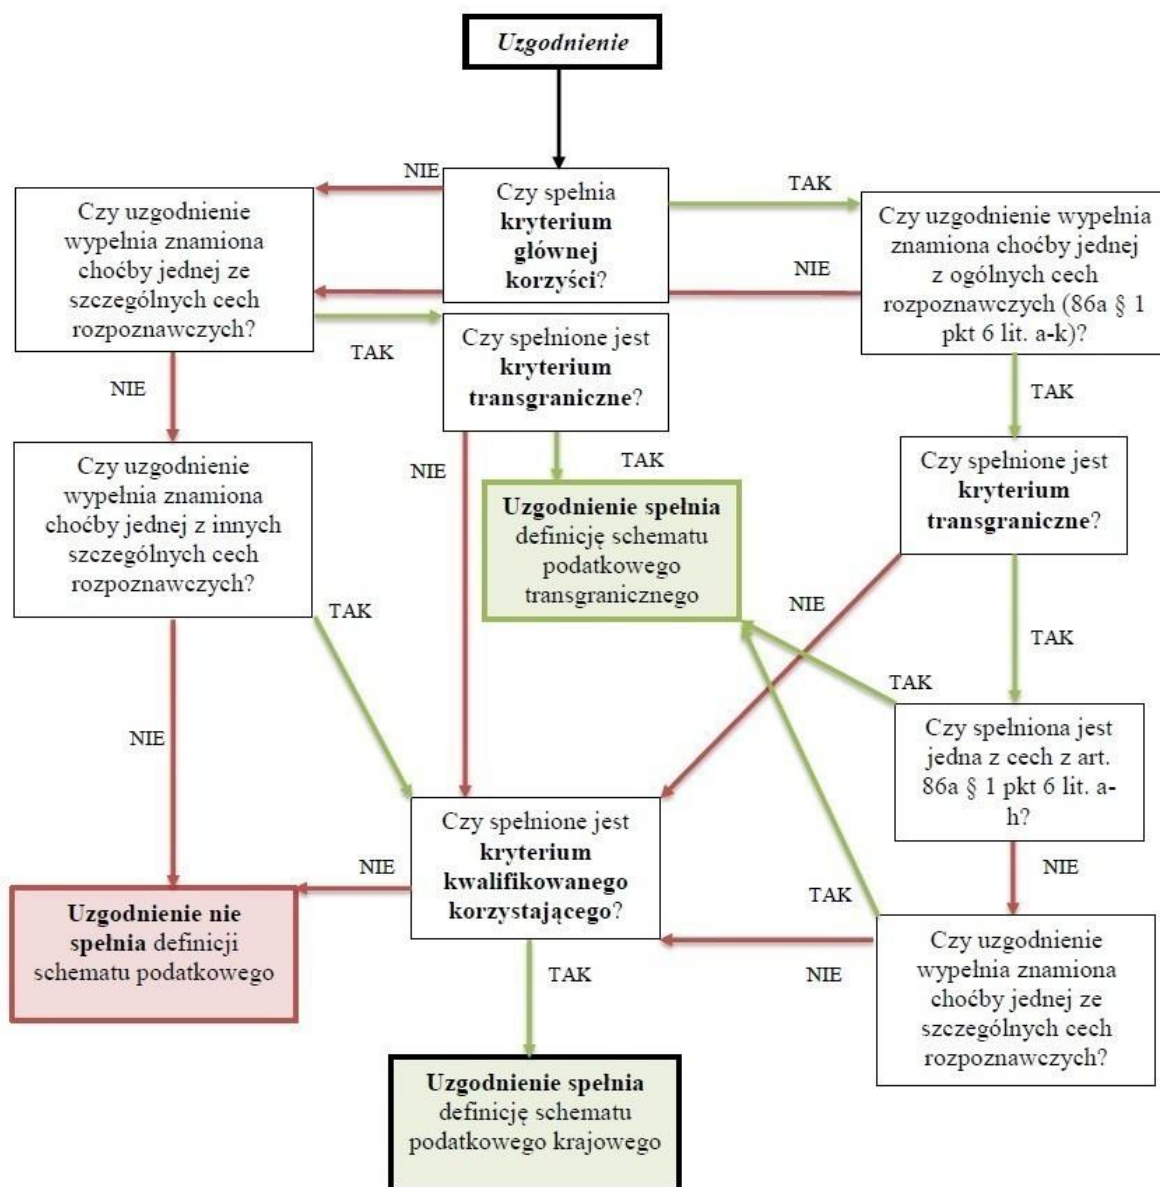 Uzgodnienie
NIE
TAK
Czy spełnia
kryterium
głównej
korzyści?
Czy uzgodnienie
wypełnia znamiona
choćby jednej ze
szczególnych cech
rozpoznawczych?
Czy uzgodnienie wypełnia
znamiona choćby jednej
z ogólnych cech
rozpoznawczych (86a § 1
pkt 6 lit. a-k)?
NIE
TAK
Czy spełnione jest
kryterium
transgraniczne?
NIE
TAK
NIE
TAK
Czy uzgodnienie
wypełnia znamiona
choćby jednej z innych
szczególnych cech
rozpoznawczych?
Uzgodnienie spełnia
definicję schematu
podatkowego
transgranicznego
Czy spełnione jest
kryterium
transgraniczne?
TAK
NIE
TAK
TAK
NIE
Czy spełniona jest
jedna z cech z art.
86a § 1 pkt 6 lit. a-
h?
Czy spełnione jest
kryterium
kwalifikowanego
korzystającego?
NIE
NIE
TAK
Uzgodnienie nie
spełnia definicji
schematu podatkowego
TAK
NIE
Czy uzgodnienie
wypełnia znamiona
choćby jednej ze
szczególnych cech
rozpoznawczych?
Uzgodnienie spełnia
definicję schematu
podatkowego krajowego